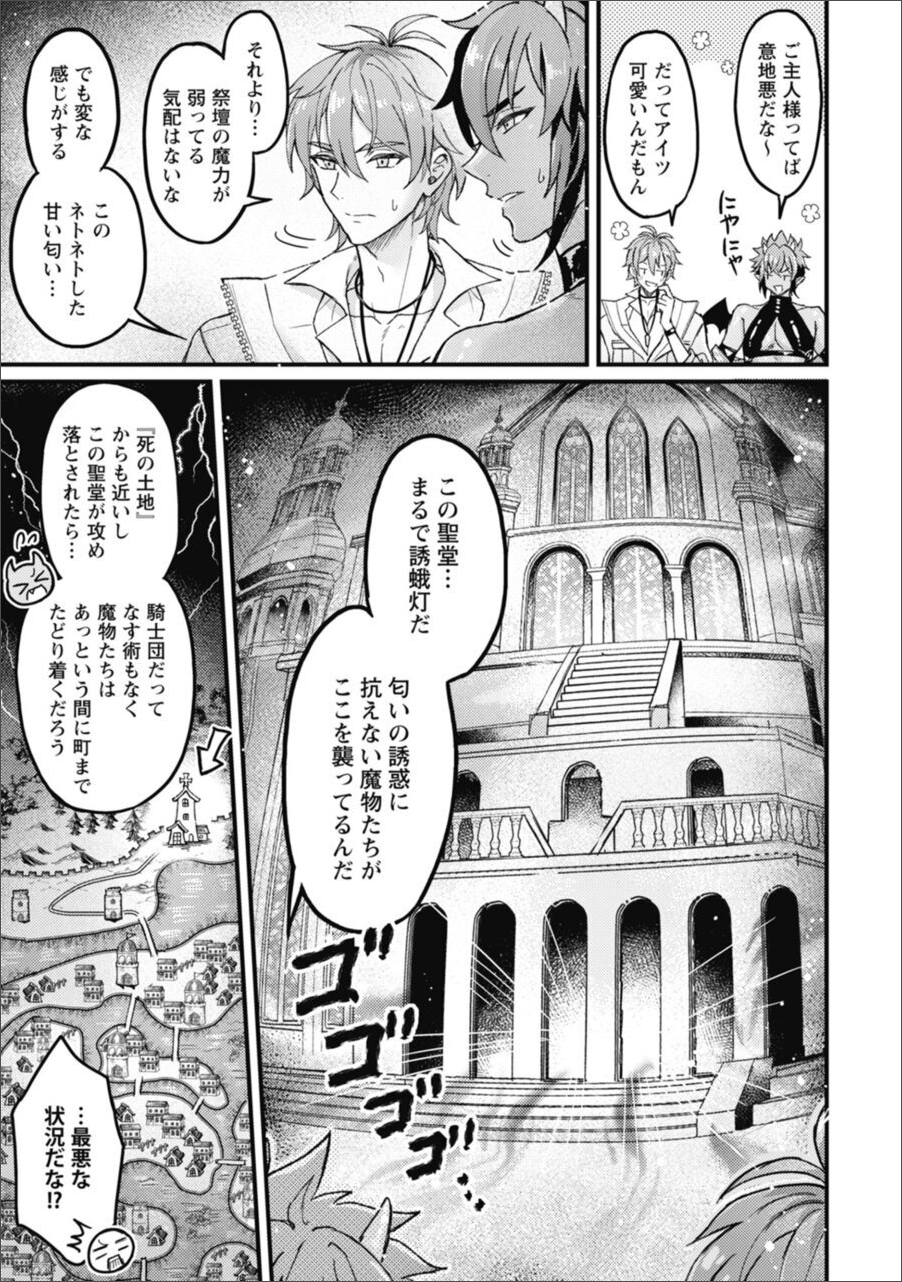 ご主人様ってば
意地悪だな～
だってアイツ
可愛いんだもん
にゃにゃ
それより…
祭壇の魔力が
弱ってる
気配はないな
でも変な
感じがする
この
ネトネトした
甘い匂い…
この聖堂…
まるで誘蛾灯だ
匂いの誘惑に
抗えない魔物たちが
ここを襲ってるんだ
ゴゴゴゴ…
『死の土地』
からも近いし
この聖堂が攻め
落とされたら…
騎士団だって
なす術もなく
魔物たちは
あっという間に町まで
たどり着くだろう
…最悪な
状況だな!?